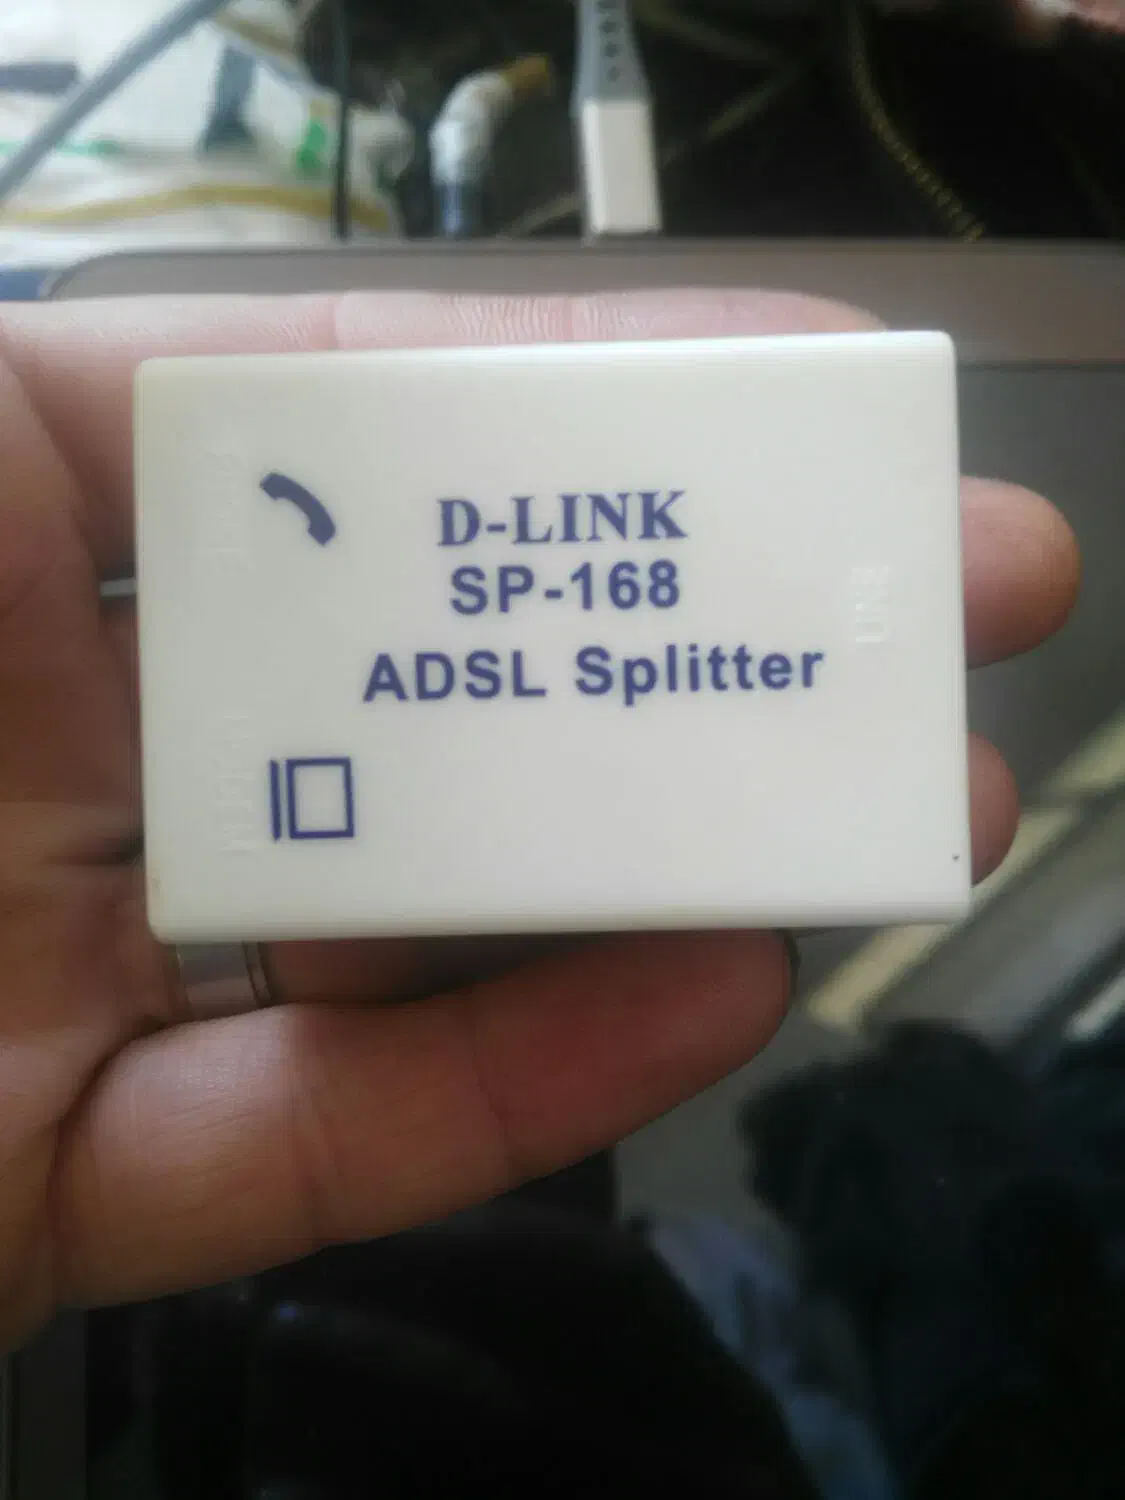 D-LINK
SP-168
ADSL Splitter